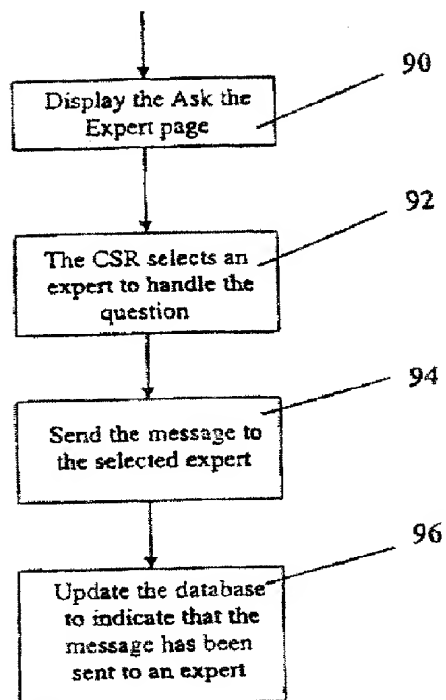 90
Display the Ask the
Expert page
92
The CSR selects an
expert to handle the
question
94
Send the message to
the selected expert
96
Update the database
to indicate that the
message has been
sent to an expert